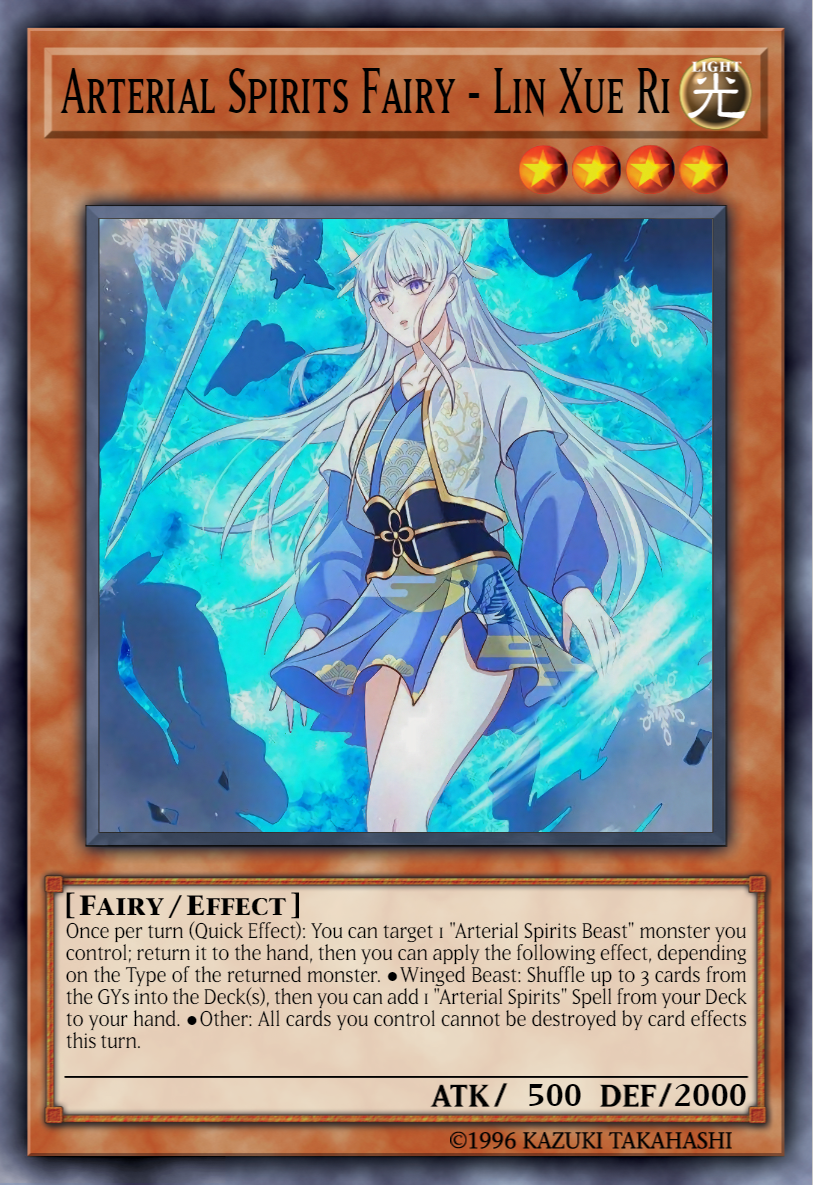 Arterial Spirits Fairy - Lin Xue Ri
LIGHT
光
[ Fairy / Effect ]
Once per turn (Quick Effect): You can target 1 "Arterial Spirits Beast" monster you
control; return it to the hand, then you can apply the following effect, depending
on the Type of the returned monster. ●Winged Beast: Shuffle up to 3 cards from
the GYs into the Deck(s), then you can add 1 "Arterial Spirits" Spell from your Deck
to your hand. ●Other: All cards you control cannot be destroyed by card effects
this turn.
ATK/ 500 DEF/2000
©1996 KAZUKI TAKAHASHI